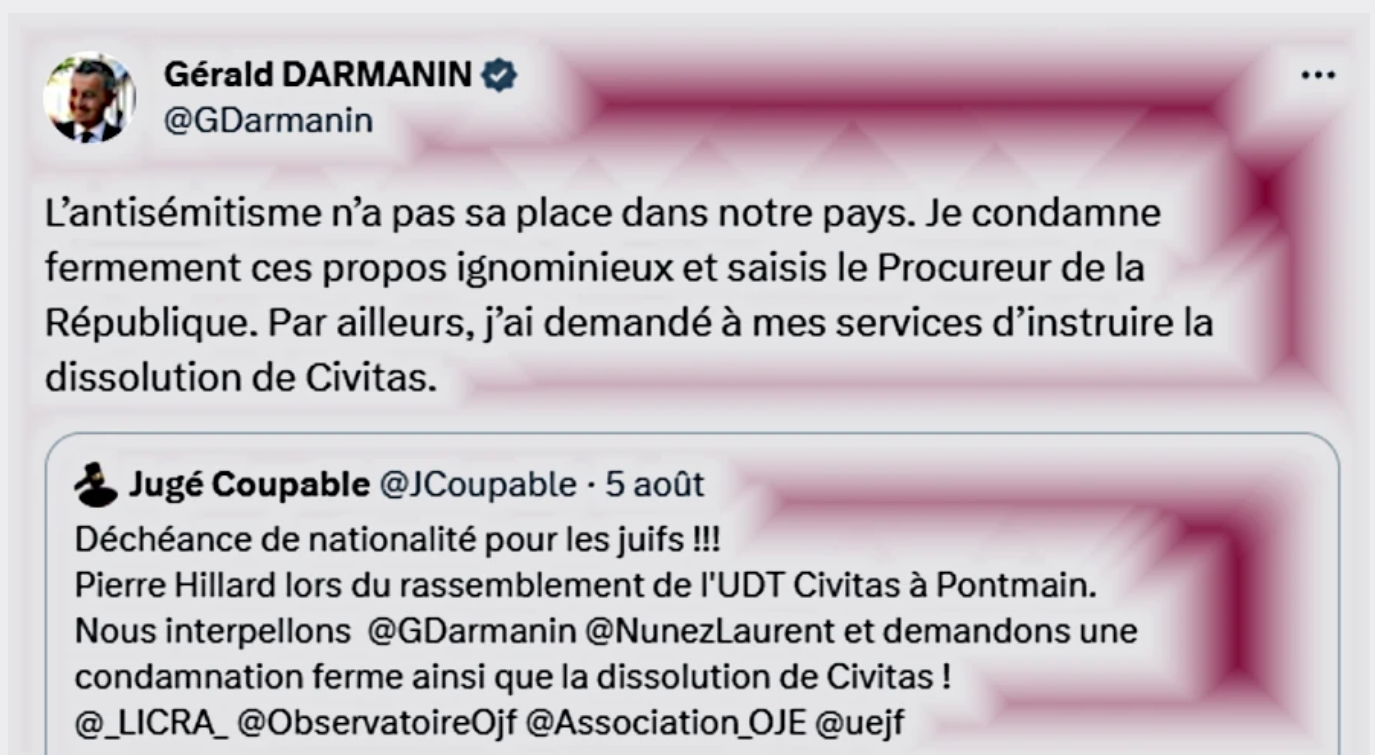 Gérald DARMANIN
@GDarmanin
L’antisémitisme n’a pas sa place dans notre pays. Je condamne
fermement ces propos ignominieux et saisis le Procureur de la
République. Par ailleurs, j’ai demandé à mes services d’instruire la
dissolution de Civitas.
Jugé Coupable @JCoupable · 5 août
Déchéance de nationalité pour les juifs !!!
Pierre Hillard lors du rassemblement de l'UDT Civitas à Pontmain.
Nous interpellons @GDarmanin @NunezLaurent et demandons une
condamnation ferme ainsi que la dissolution de Civitas !
@_LICRA_ @ObservatoireOjf @Association_OJE @uejf